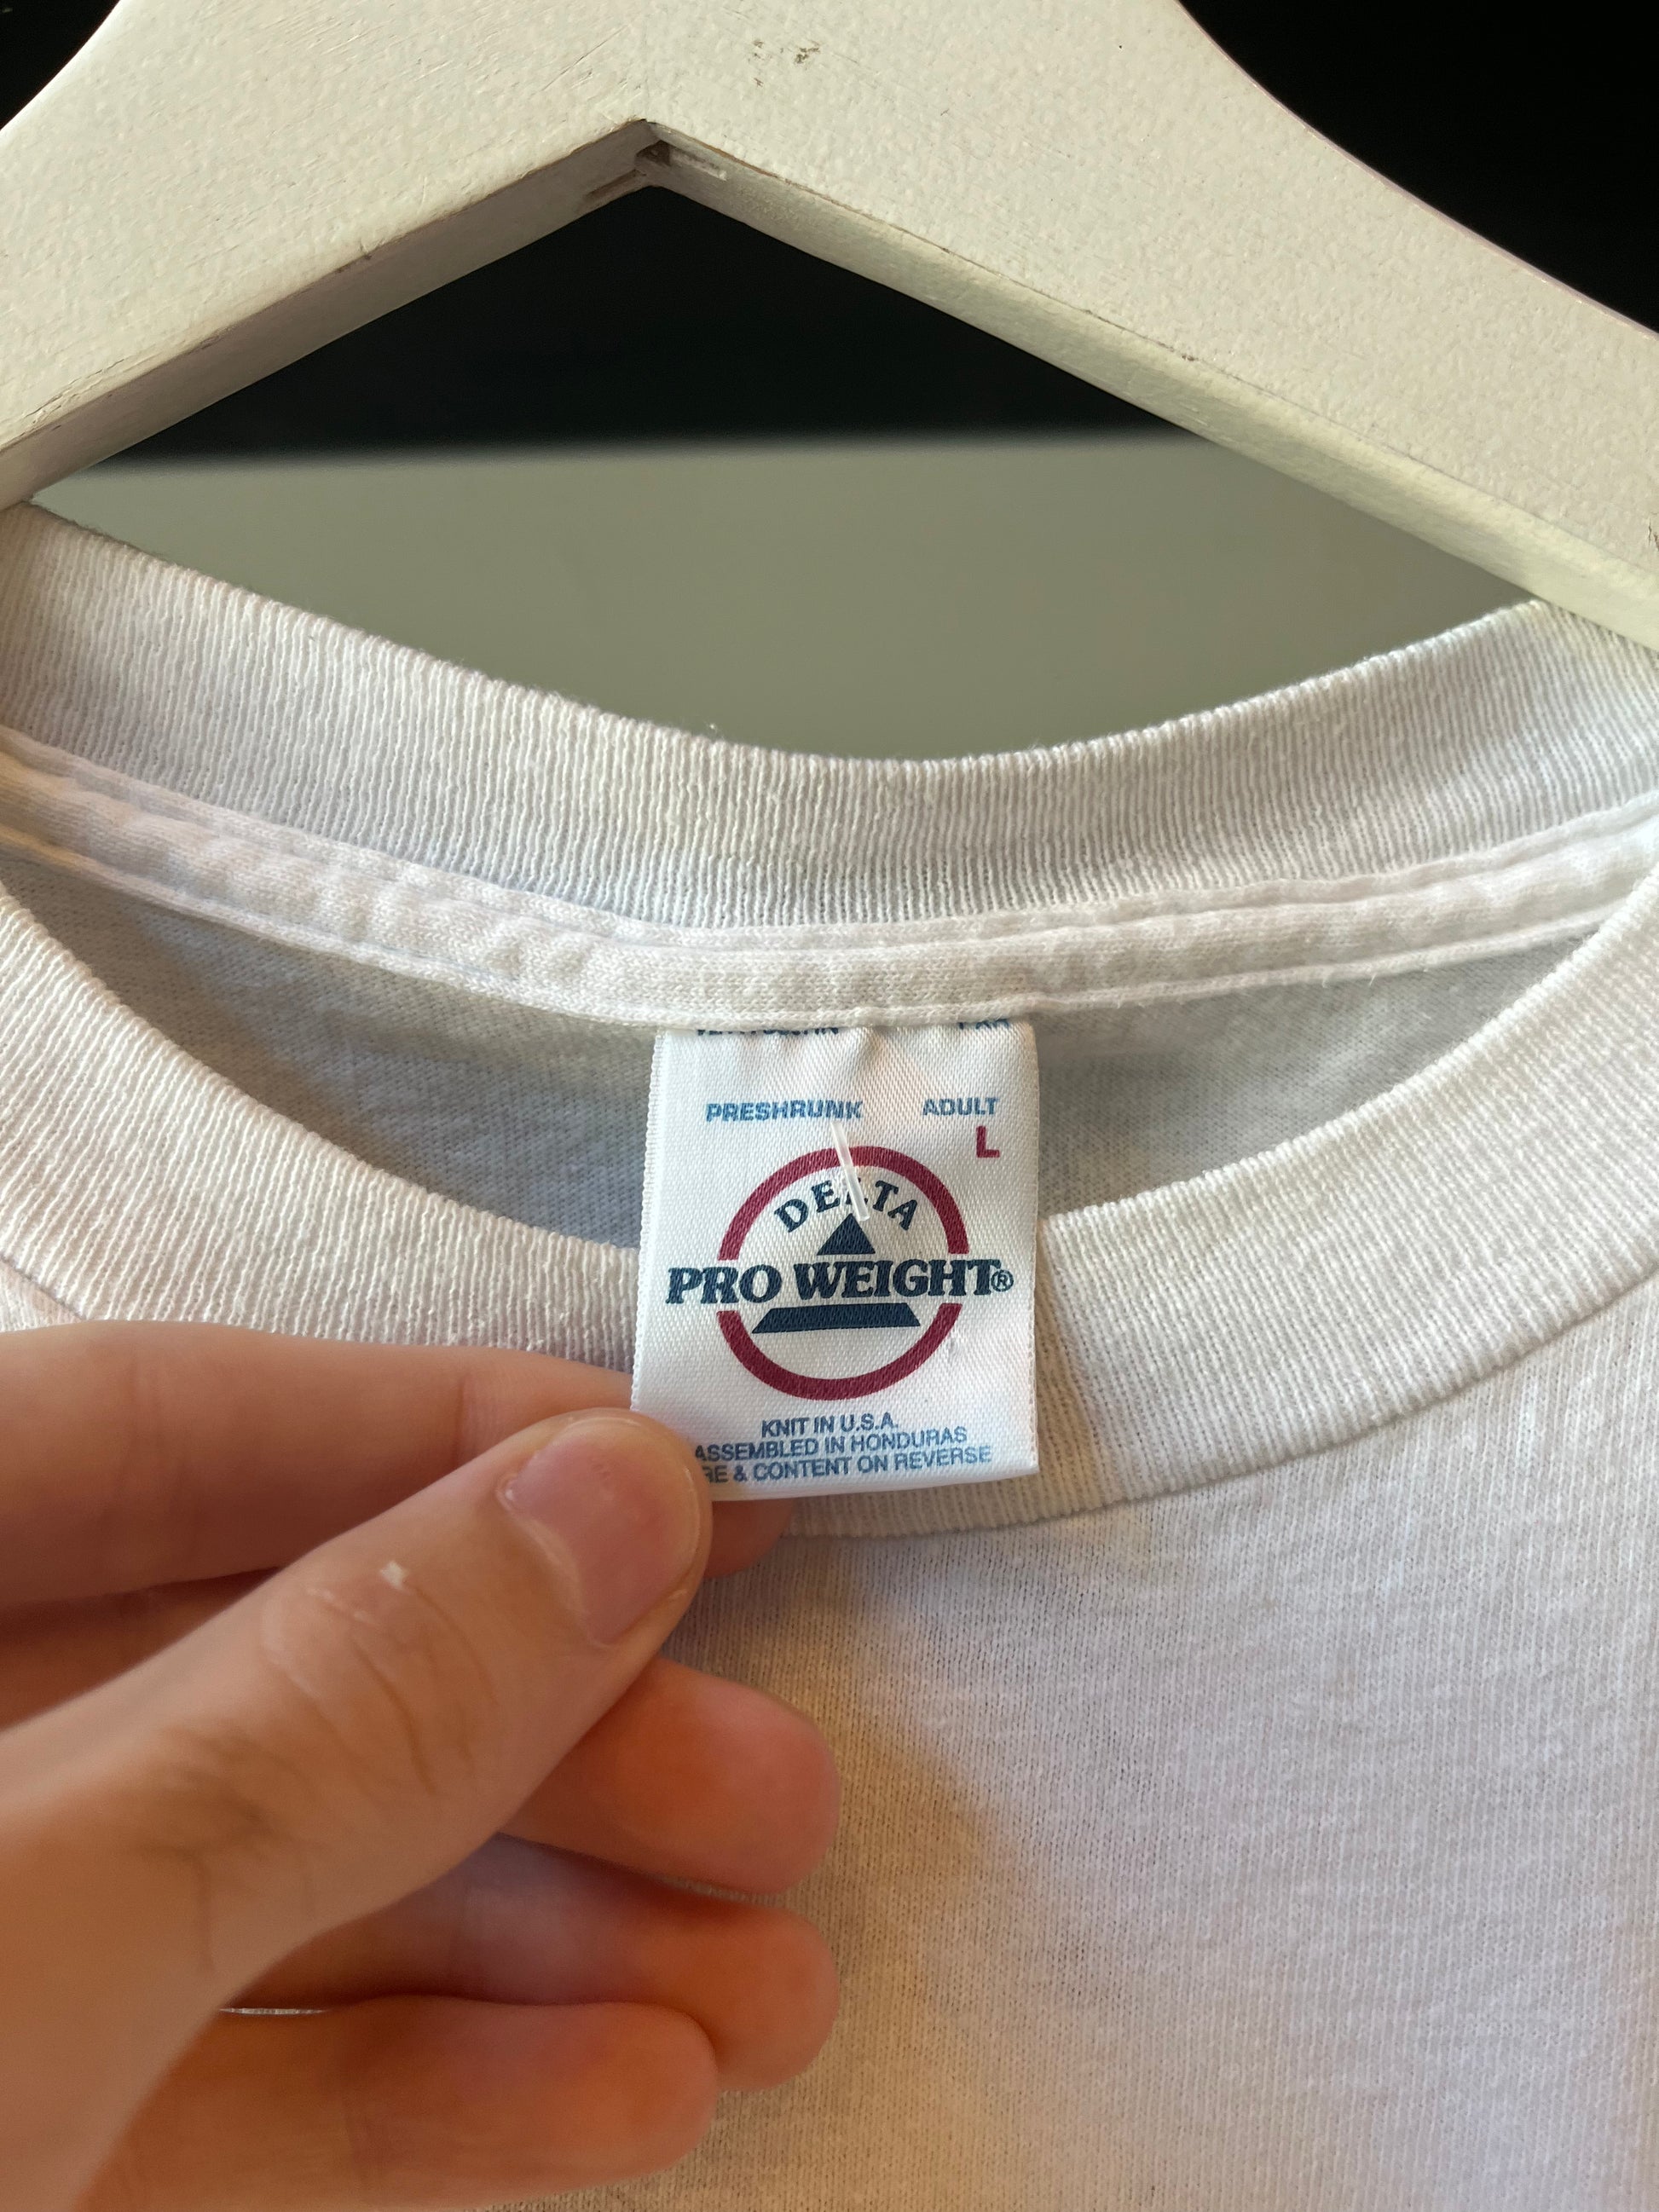 PRESHRUNK ADULT
L
DELTA
PRO WEIGHT®
KNIT IN U.S.A.
ASSEMBLED IN HONDURAS
& CONTENT ON REVERSE